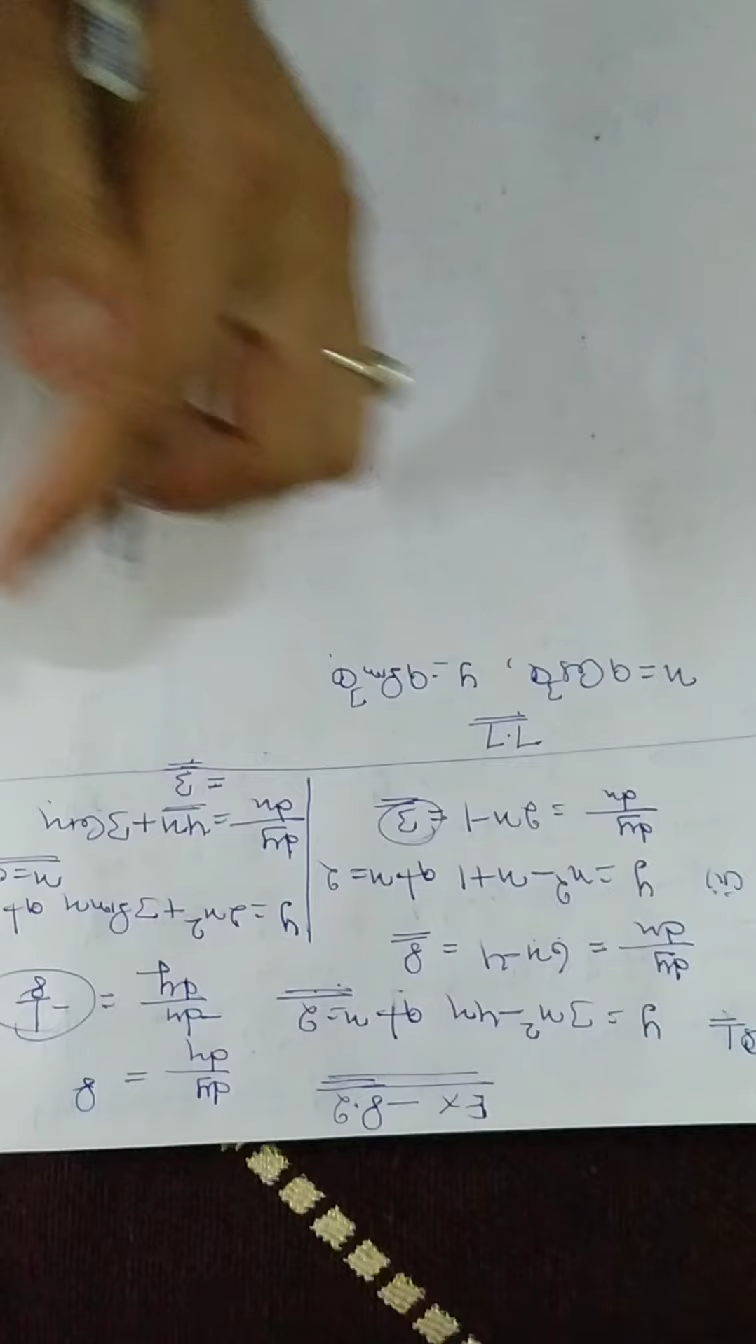 Ex - 8.2
Q1 y = 3x² - 4x at x = 2
dy/dx = 6x - 4 = 8
(ii) y = x² - x + 1 at x = 2
dy/dx = 2x - 1 = 3
dy/dx = 8
-dx/dy = -1/8
y = 2x² + 3 sin x at
dy/dx = 4x + 3 cos x
= 3
7.7
x = a cos³θ, y = a sin³θ